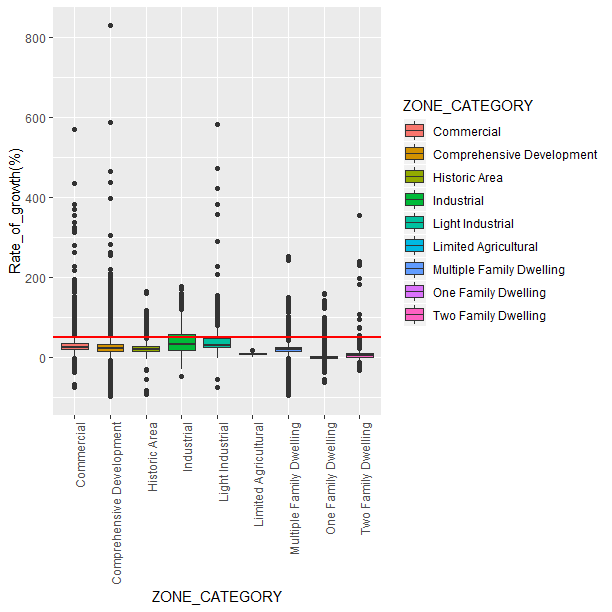 Rate_of_growth(%)
800
600
400
200
0
Commercial
Comprehensive Development
Historic Area
Industrial
Light Industrial
Limited Agricultural
Multiple Family Dwelling
One Family Dwelling
Two Family Dwelling
ZONE_CATEGORY
ZONE_CATEGORY
Commercial
Comprehensive Development
Historic Area
Industrial
Light Industrial
Limited Agricultural
Multiple Family Dwelling
One Family Dwelling
Two Family Dwelling